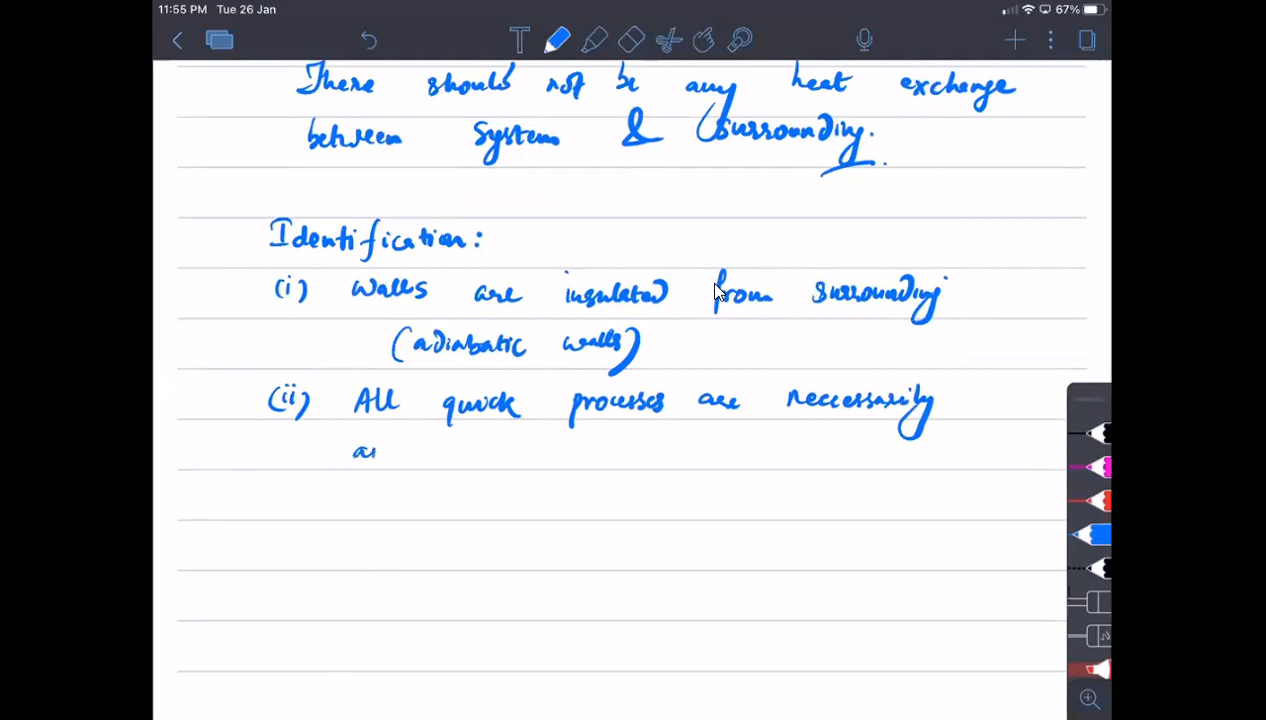 11:55 PM Tue 26 Jan 67%
There should not be any heat exchange
between system & surrounding.
Identification:
(i) walls are insulated from surrounding
(adiabatic walls)
(ii) All quick processes are neccessarily